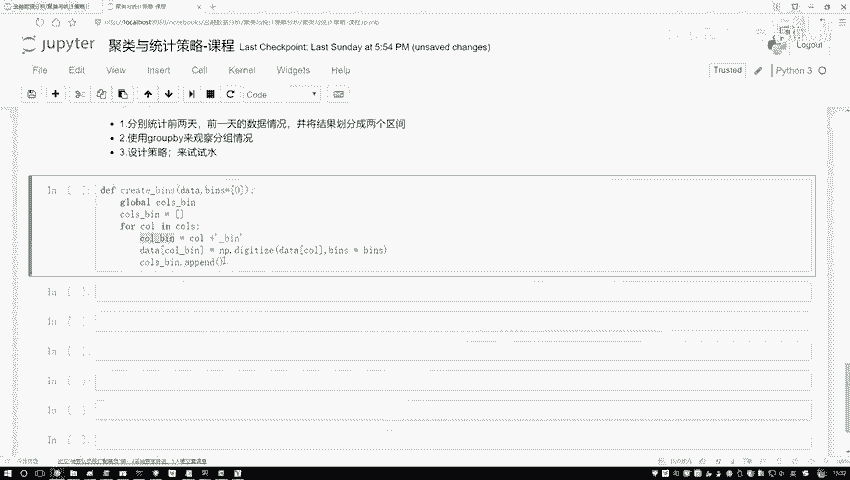 jupyter 聚类与统计策略-课程 Last Checkpoint: Last Sunday at 5:54 PM (unsaved changes)
Logout
File Edit View Insert Cell Kernel Widgets Help
Trusted Python 3
Code
1.分别统计前两天，前一天的数据情况，并将结果划分成两个区间
2.使用groupby来观察分组情况
3.设计策略；来试试水
In [ ]: def create_bins(data,bins=[0]):
global cols_bin
cols_bin = []
for col in cols:
col_bin = col +'_bin'
data[col_bin] = np.digitize(data[col],bins = bins)
cols_bin.append()
In [ ]:
In [ ]:
In [ ]:
In [ ]:
In [ ]:
In [ ]: